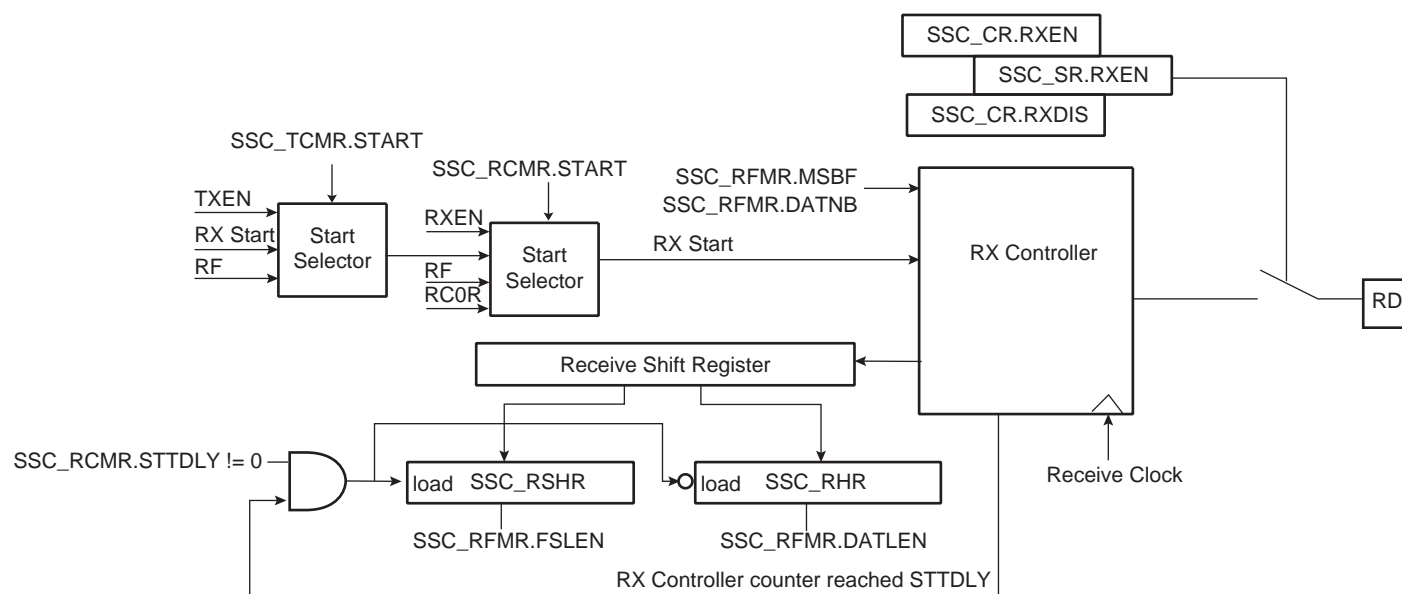 SSC_CR.RXEN
SSC_SR.RXEN
SSC_CR.RXDIS
SSC_TCMR.START
SSC_RCMR.START
SSC_RFMR.MSBF
SSC_RFMR.DATNB
TXEN
RX Start
RF
Start
Selector
RXEN
RF
RC0R
Start
Selector
RX Start
RX Controller
RD
Receive Shift Register
SSC_RCMR.STTDLY != 0
load SSC_RSHR
load SSC_RHR
Receive Clock
SSC_RFMR.FSLEN
SSC_RFMR.DATLEN
RX Controller counter reached STTDLY